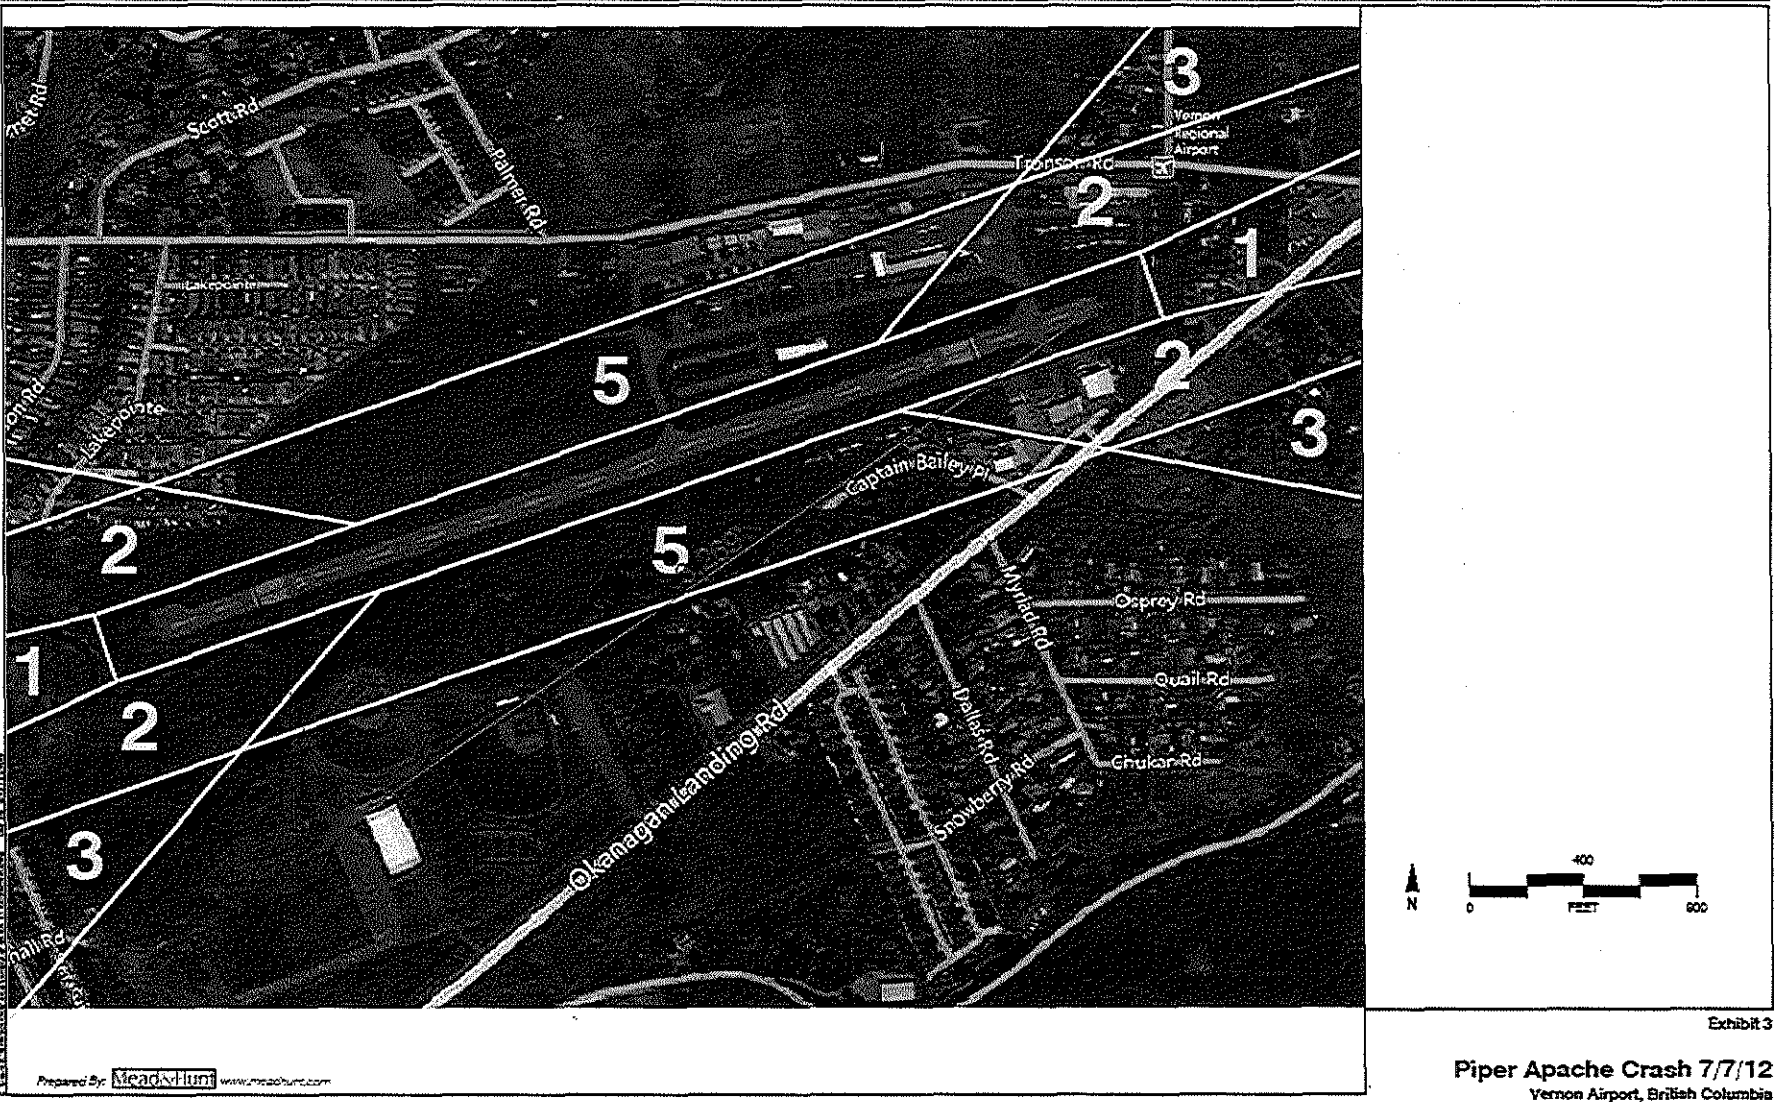 3
Scott Rd
Vernon
Regional
Airport
Palmer Rd
Tronson Rd
2
1
Lakepointe
5
2
3
Lakepointe
Captain Bailey Pl
2
5
Myriad Rd
Osprey Rd
1
Quail Rd
2
Dallas Rd
Okanagan Landing Rd
Chukar Rd
Snowberry Rd
3
400
N
0
FEET
800
Exhibit 3
Prepared By: Mead & Hunt www.meadhunt.com
Piper Apache Crash 7/7/12
Vernon Airport, British Columbia